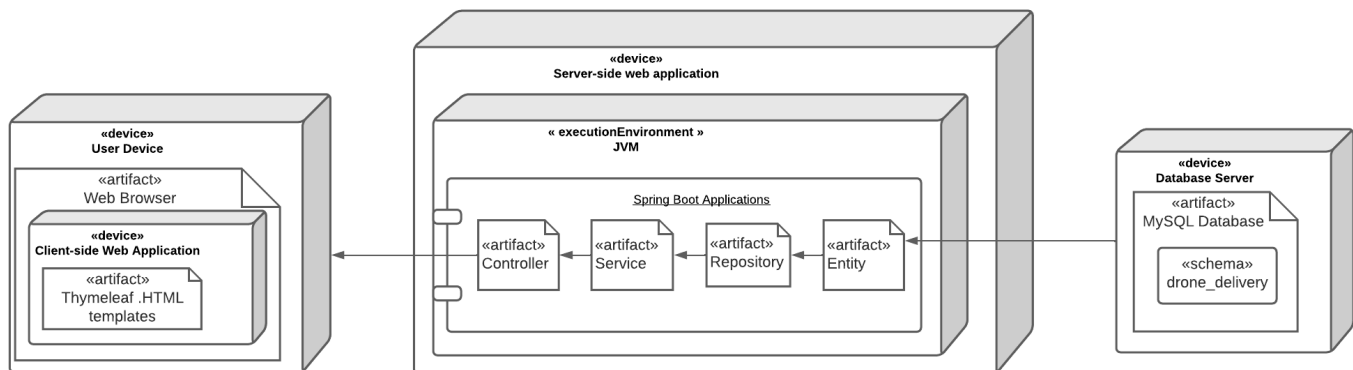 «device»
User Device
«artifact»
Web Browser
«device»
Client-side Web Application
«artifact»
Thymeleaf .HTML
templates
«device»
Server-side web application
« executionEnvironment »
JVM
Spring Boot Applications
«artifact»
Controller
«artifact»
Service
«artifact»
Repository
«artifact»
Entity
«device»
Database Server
«artifact»
MySQL Database
«schema»
drone_delivery